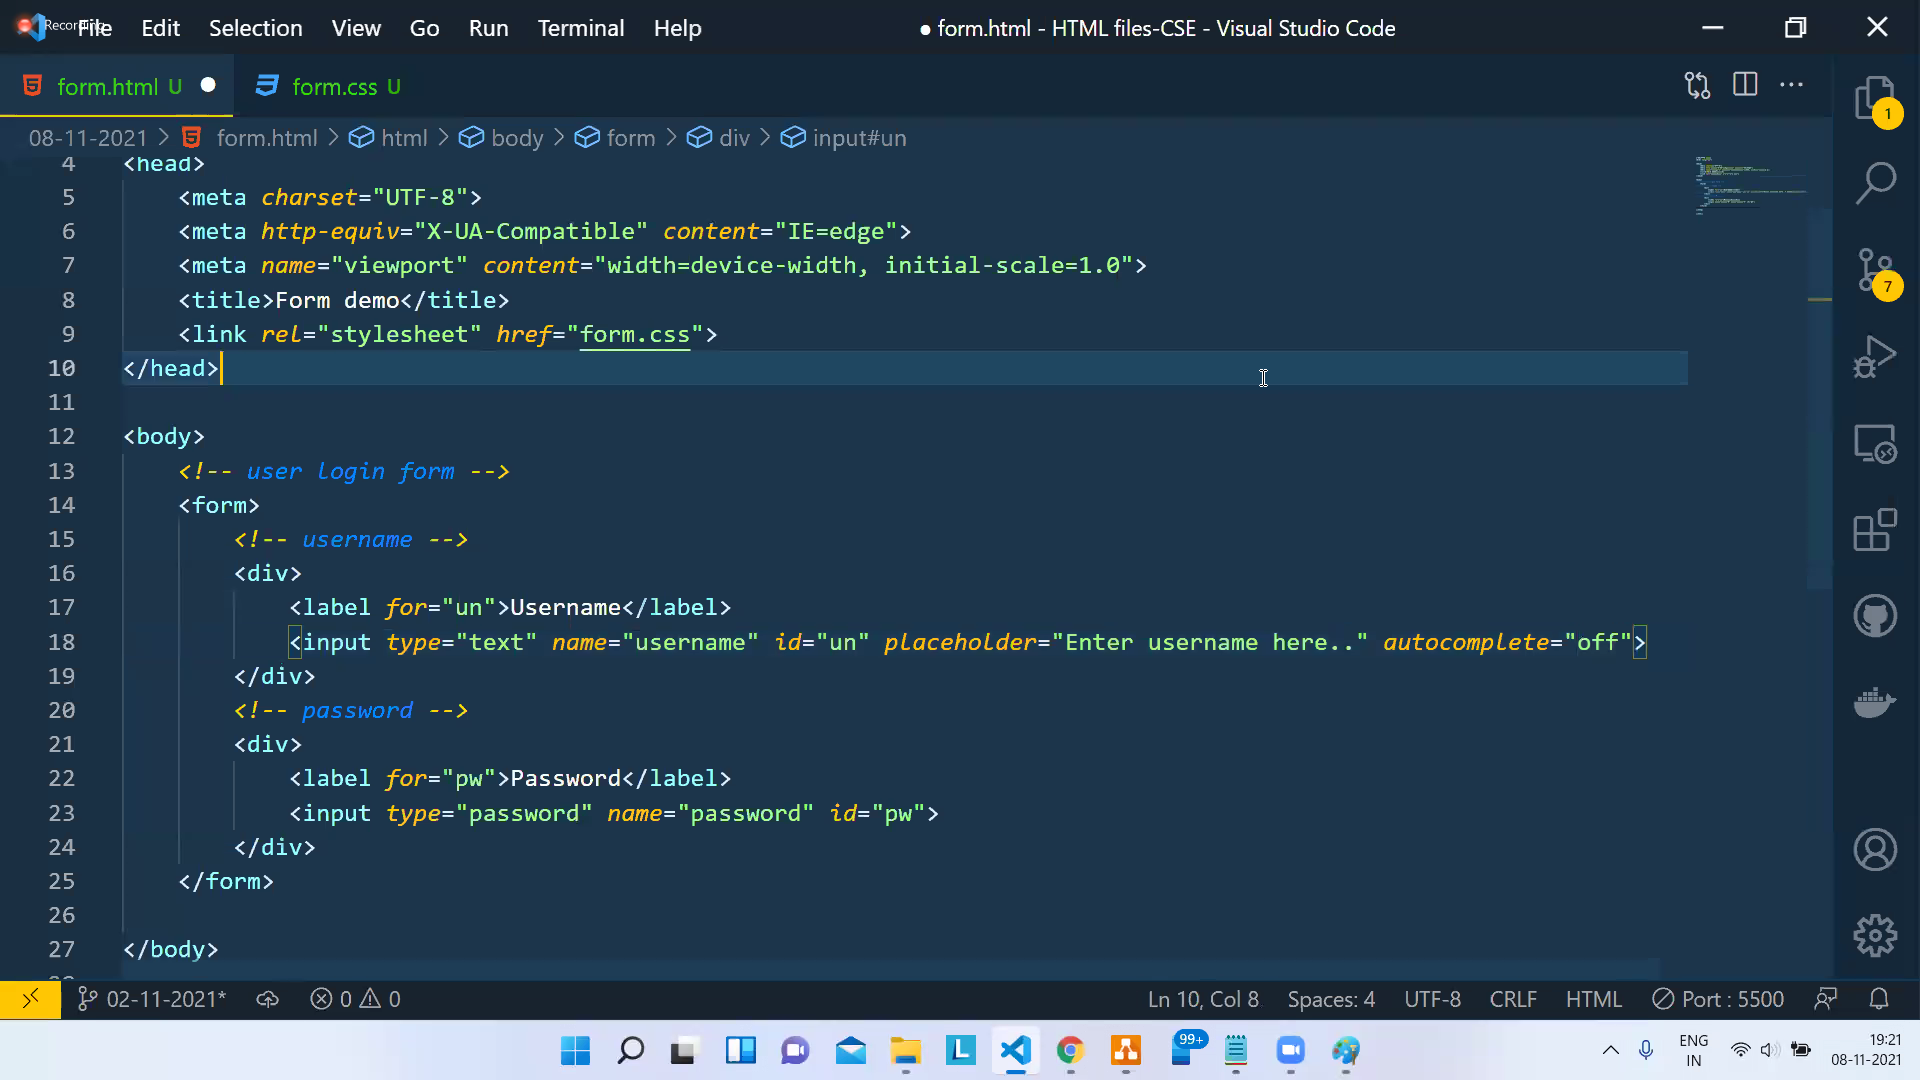 Recording
File Edit Selection View Go Run Terminal Help
● form.html - HTML files-CSE - Visual Studio Code
form.html U ●
form.css U
08-11-2021 > form.html > html > body > form > div > input#un
4 <head>
5 <meta charset="UTF-8">
6 <meta http-equiv="X-UA-Compatible" content="IE=edge">
7 <meta name="viewport" content="width=device-width, initial-scale=1.0">
8 <title>Form demo</title>
9 <link rel="stylesheet" href="form.css">
10 </head>
11
12 <body>
13 <!-- user login form -->
14 <form>
15 <!-- username -->
16 <div>
17 <label for="un">Username</label>
18 <input type="text" name="username" id="un" placeholder="Enter username here.." autocomplete="off">
19 </div>
20 <!-- password -->
21 <div>
22 <label for="pw">Password</label>
23 <input type="password" name="password" id="pw">
24 </div>
25 </form>
26
27 </body>
1
7
02-11-2021* 0 0
Ln 10, Col 8 Spaces: 4 UTF-8 CRLF HTML Port : 5500
L
99+
ENG
IN
19:21
08-11-2021